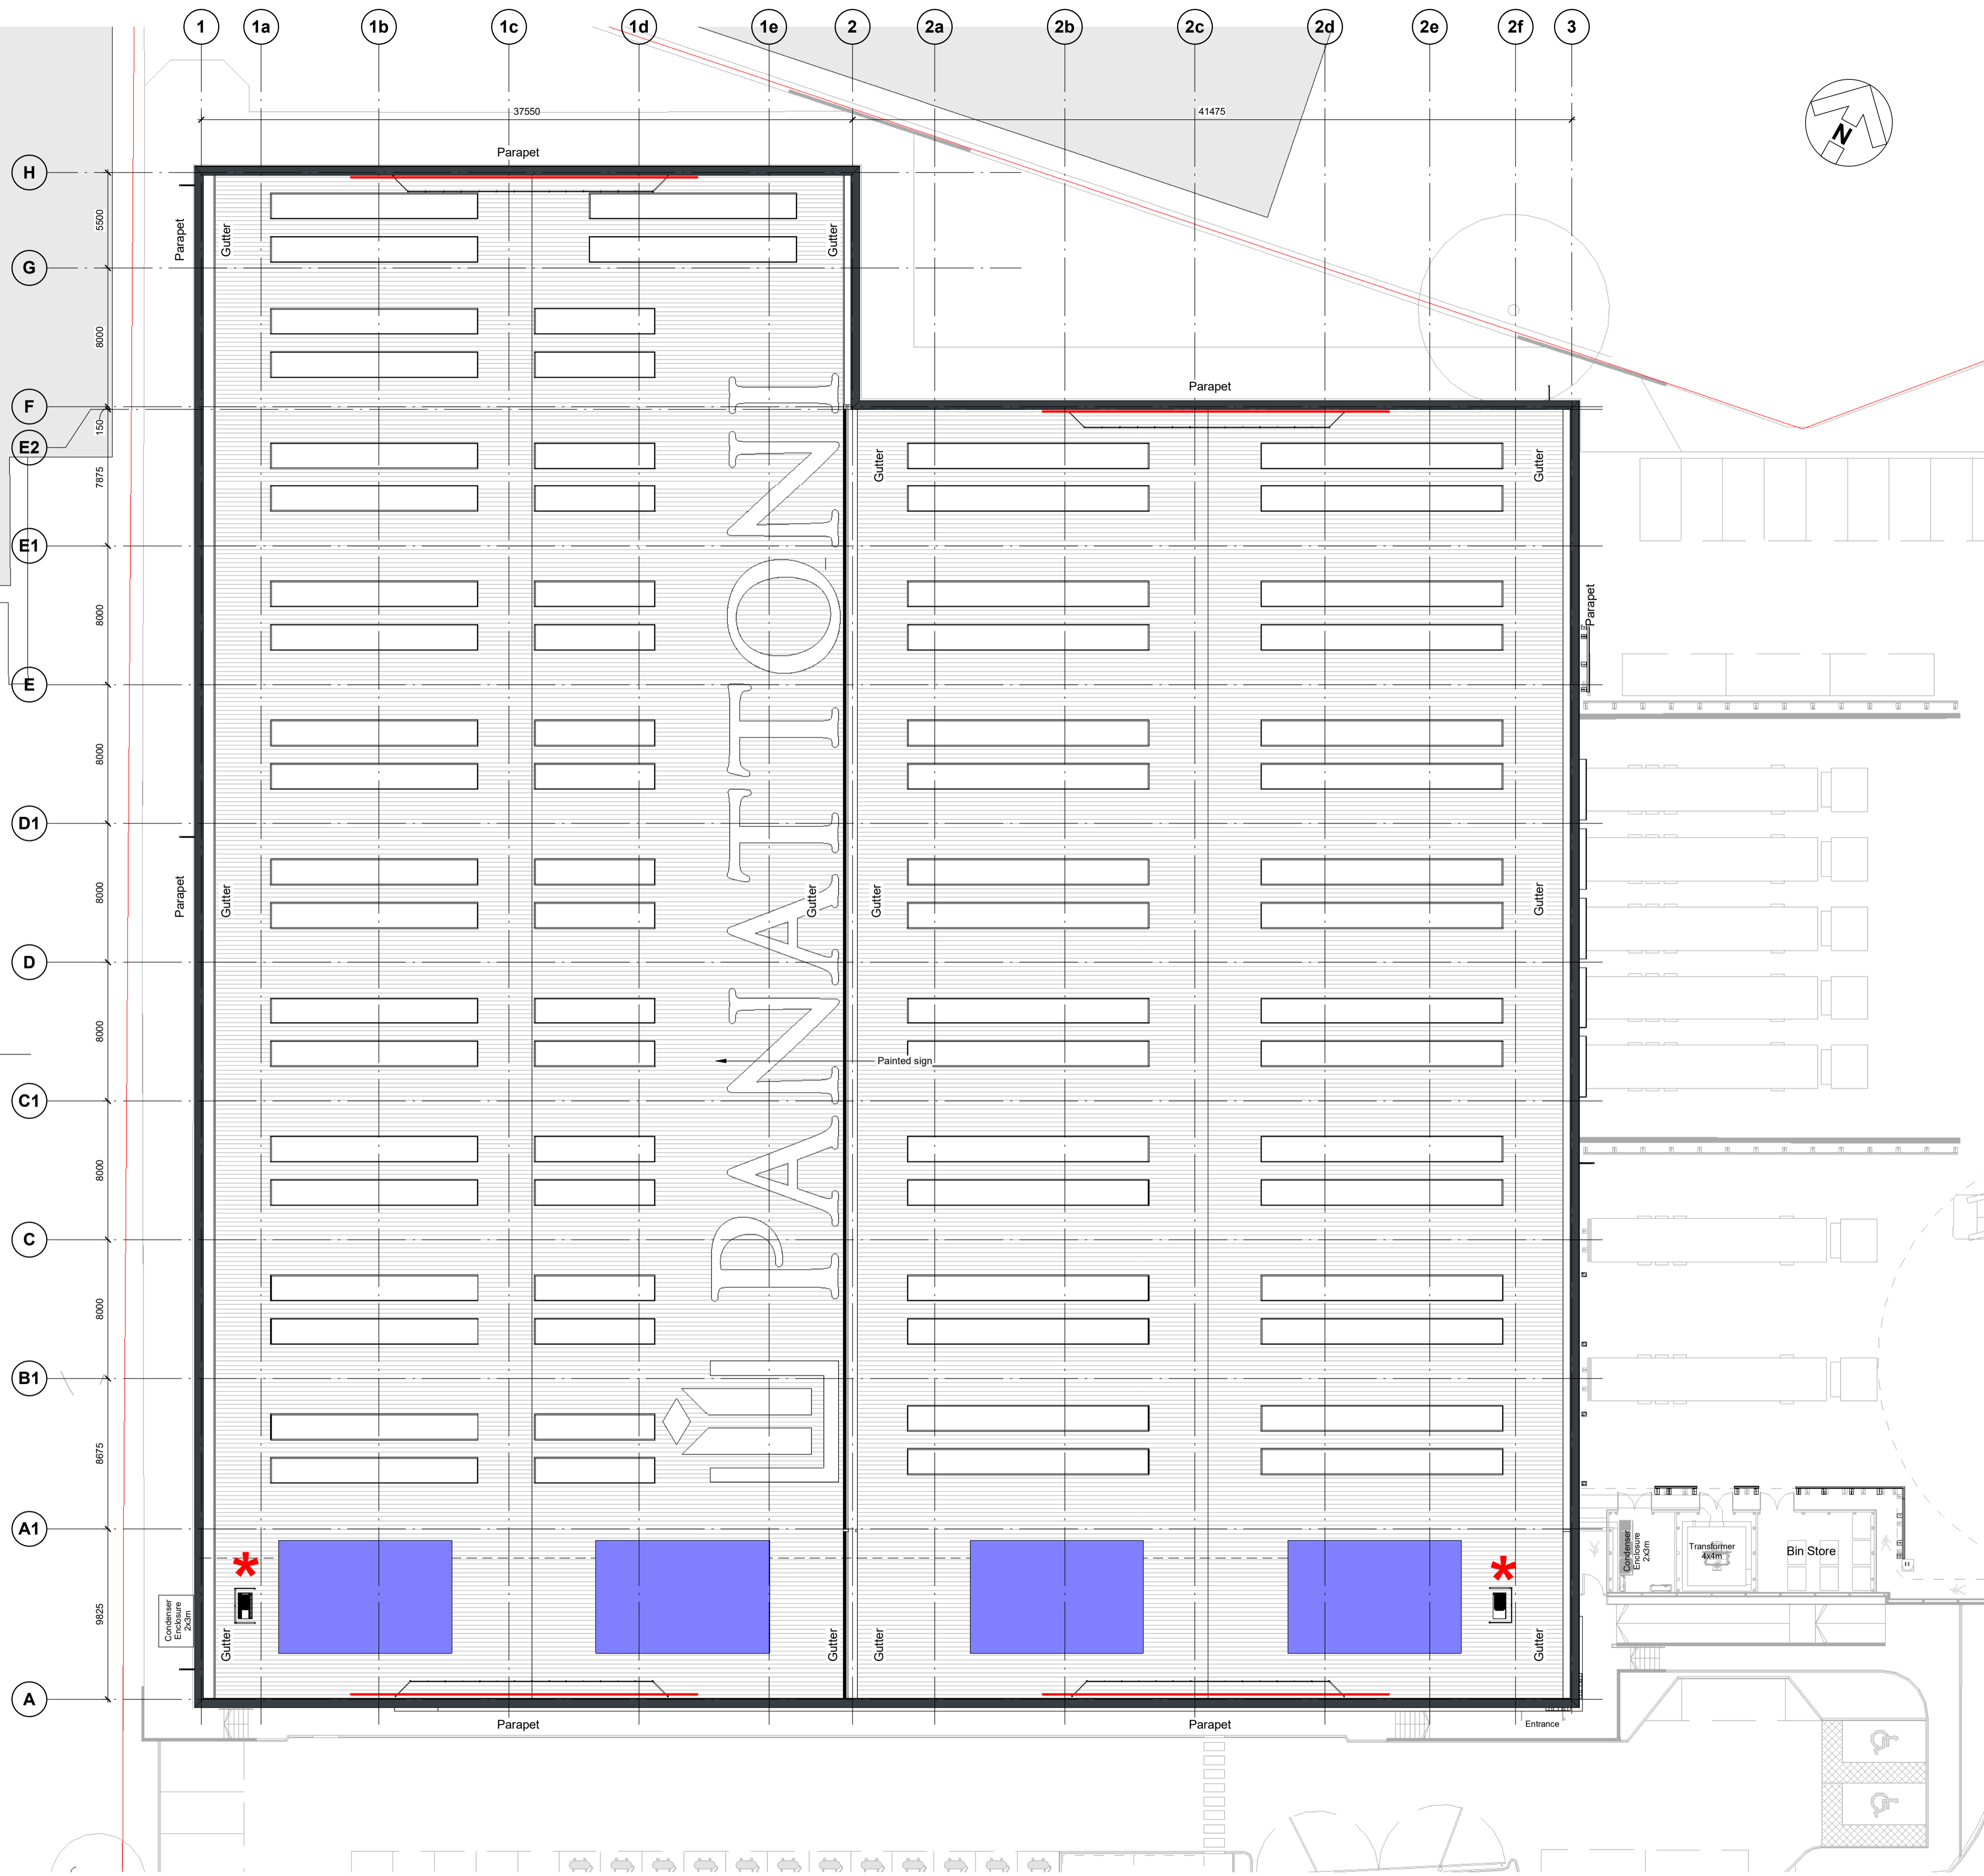 1 1a 1b 1c 1d 1e 2 2a 2b 2c 2d 2e 2f 3
37550 41475
N
Parapet
H
5500
Parapet
Gutter
Gutter
G
8000
Parapet
F
150
E2
Gutter
Gutter
7875
E1
8000
Parapet
E
8000
D1
Parapet
8000
Gutter
Gutter
Gutter
Gutter
D
8000
PANATTONI
Painted sign
C1
8000
C
8000
B1
8675
A1
*
*
Condenser
Enclosure
2x3m
Transformer
4x4m
Bin Store
9825
Condenser
Enclosure
2x3m
Gutter
Gutter
Gutter
Gutter
A
Parapet
Parapet
Entrance